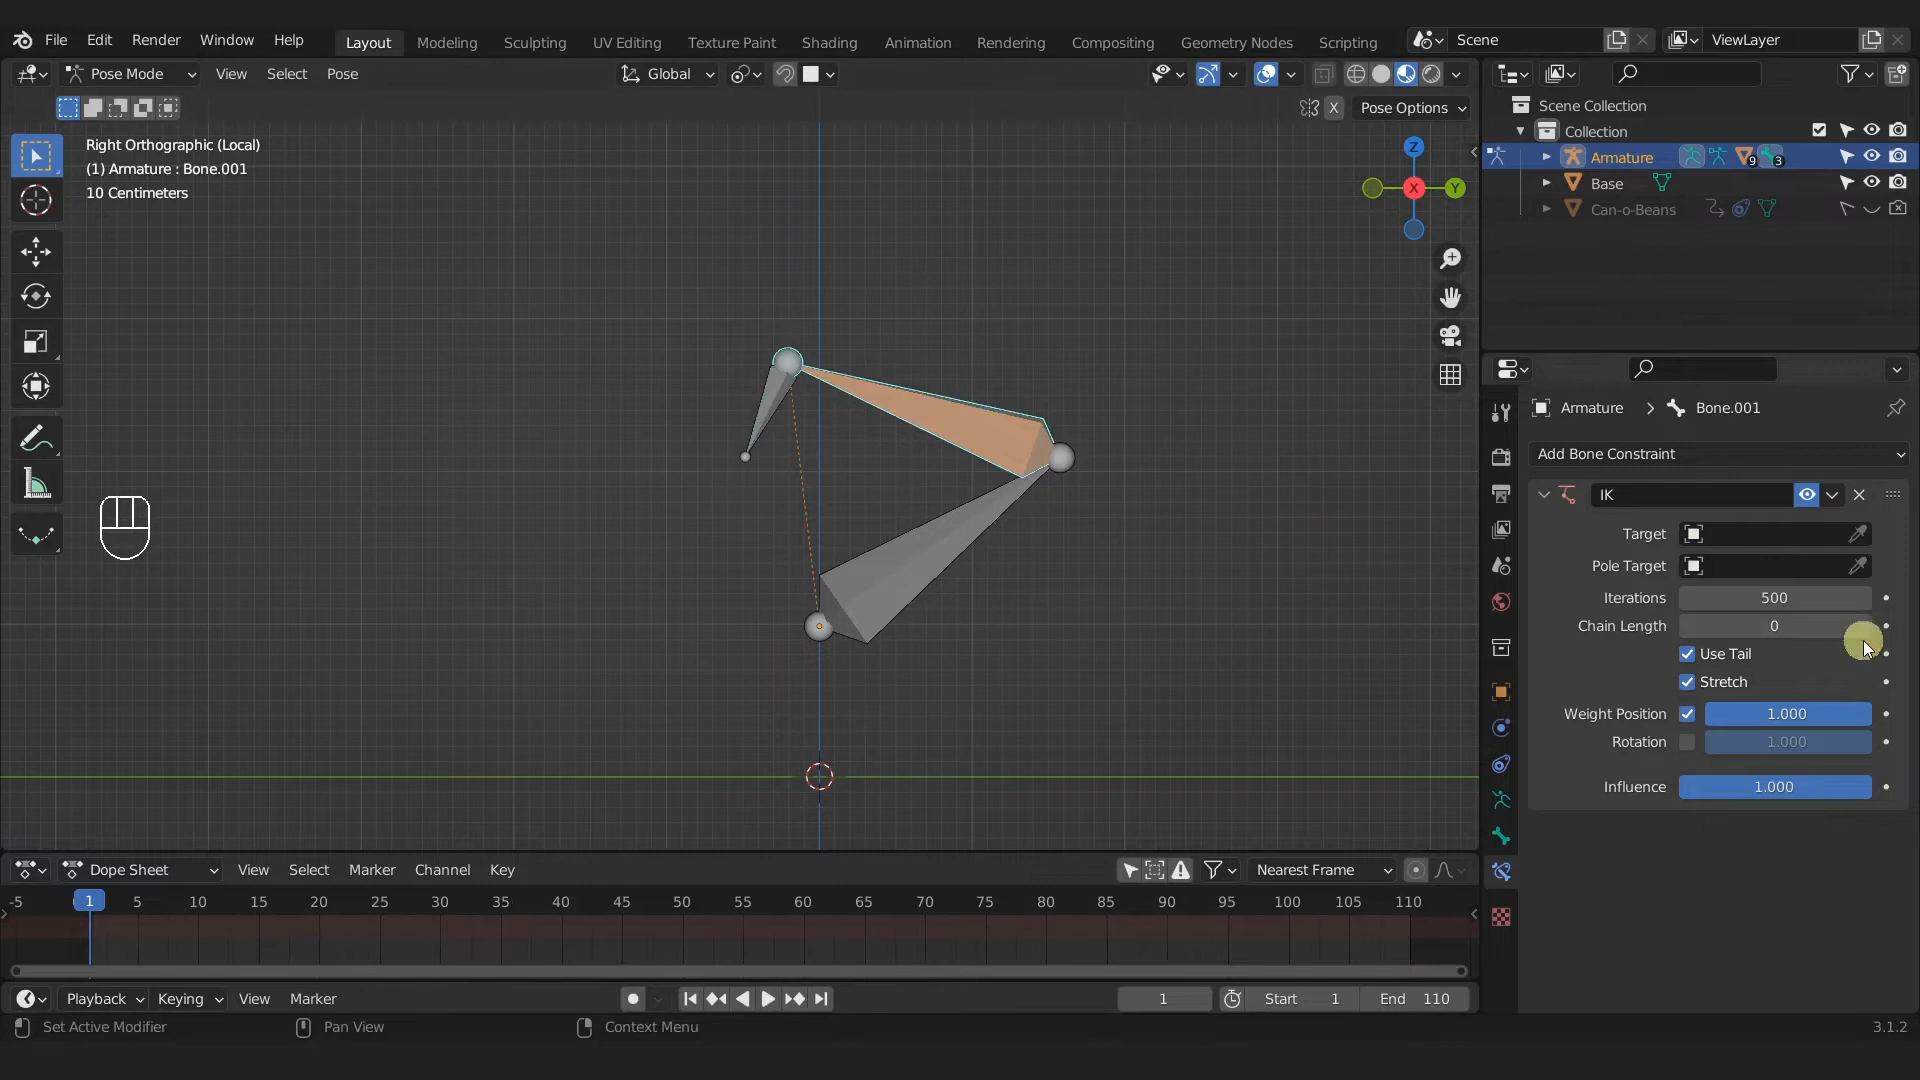 File Edit Render Window Help Layout Modeling Sculpting UV Editing Texture Paint Shading Animation Rendering Compositing Geometry Nodes Scripting Scene ViewLayer
Pose Mode View Select Pose Global
X Pose Options
Scene Collection
Collection
Right Orthographic (Local)
(1) Armature : Bone.001
10 Centimeters
Armature 9 3
Base
Can-o-Beans
Z
X Y
Armature > Bone.001
Add Bone Constraint
IK
Target
Pole Target
Iterations 500
Chain Length 0
Use Tail
Stretch
Weight Position 1.000
Rotation 1.000
Influence 1.000
Dope Sheet View Select Marker Channel Key Nearest Frame
-5 1 5 10 15 20 25 30 35 40 45 50 55 60 65 70 75 80 85 90 95 100 105 110
Playback Keying View Marker 1 Start 1 End 110
Set Active Modifier Pan View Context Menu 3.1.2